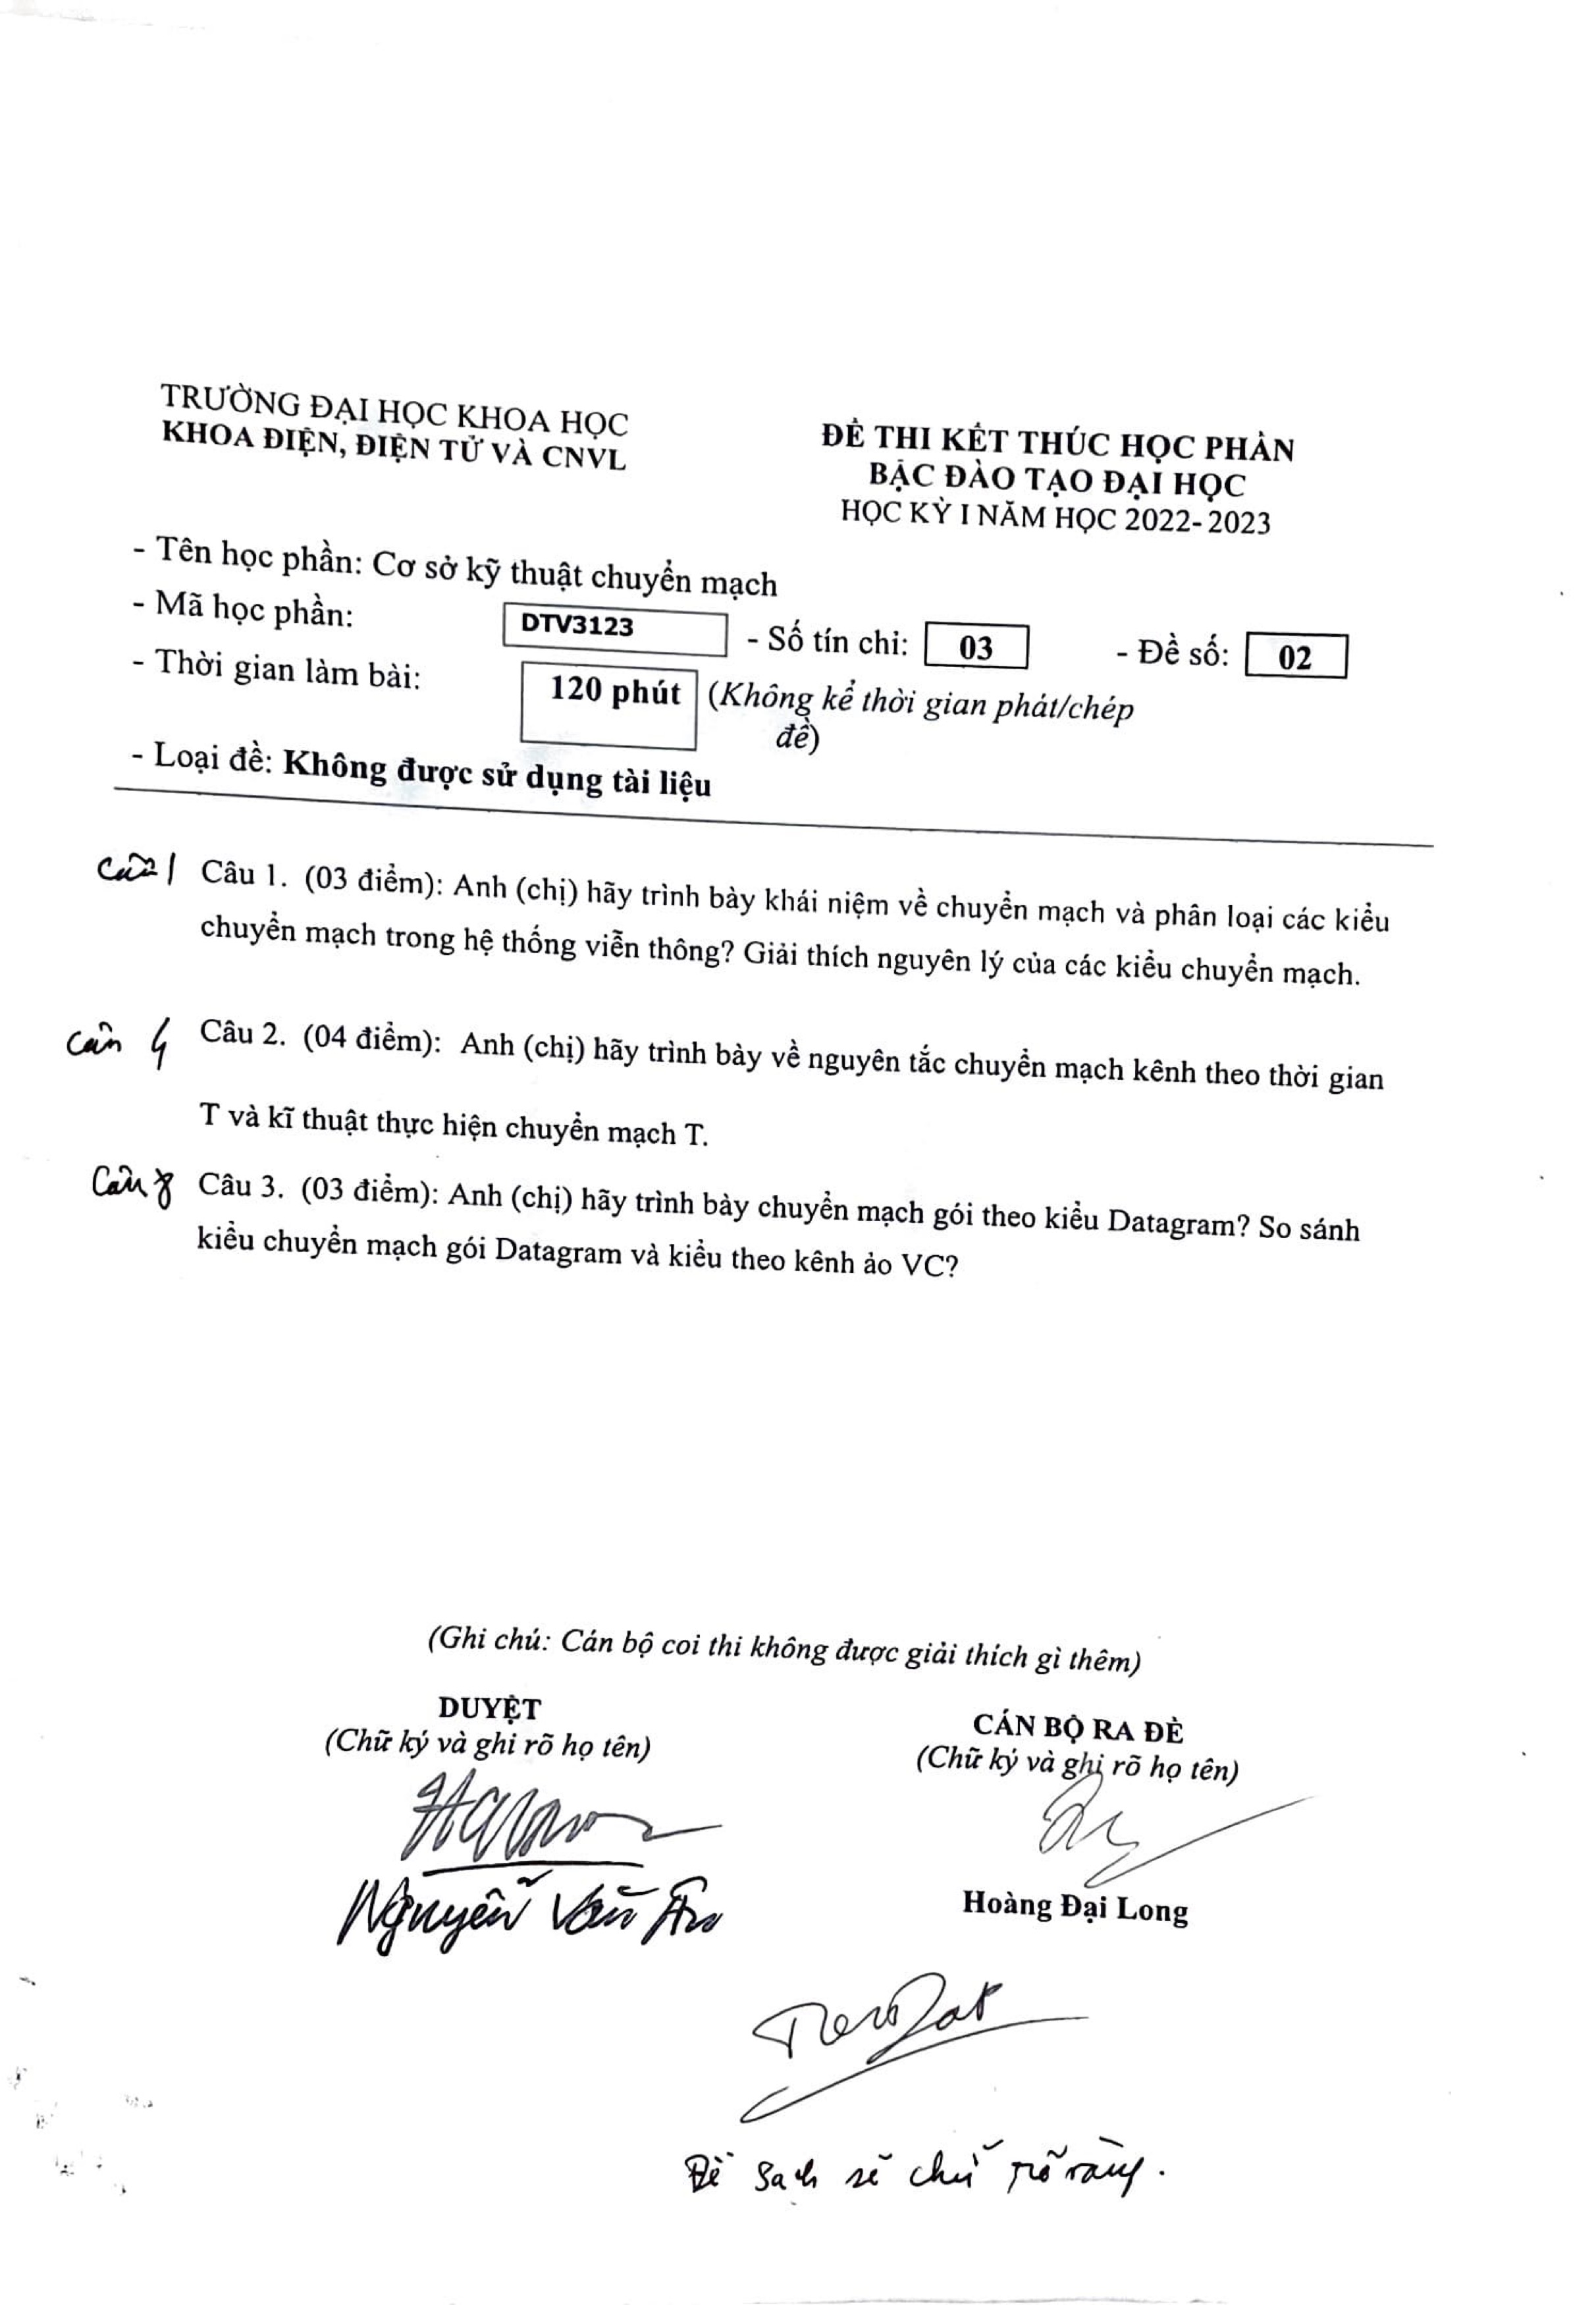 TRƯỜNG ĐẠI HỌC KHOA HỌC
KHOA ĐIỆN, ĐIỆN TỬ VÀ CNVL
ĐỀ THI KẾT THÚC HỌC PHẦN
BẬC ĐÀO TẠO ĐẠI HỌC
HỌC KỲ I NĂM HỌC 2022- 2023
- Tên học phần: Cơ sở kỹ thuật chuyển mạch
- Mã học phần: DTV3123 - Số tín chỉ: 03 - Đề số: 02
- Thời gian làm bài: 120 phút (Không kể thời gian phát/chép
đề)
- Loại đề: Không được sử dụng tài liệu
Câu 1 Câu 1. (03 điểm): Anh (chị) hãy trình bày khái niệm về chuyển mạch và phân loại các kiểu
chuyển mạch trong hệ thống viễn thông? Giải thích nguyên lý của các kiểu chuyển mạch.
Câu 4 Câu 2. (04 điểm): Anh (chị) hãy trình bày về nguyên tắc chuyển mạch kênh theo thời gian
T và kĩ thuật thực hiện chuyển mạch T.
Câu 8 Câu 3. (03 điểm): Anh (chị) hãy trình bày chuyển mạch gói theo kiểu Datagram? So sánh
kiểu chuyển mạch gói Datagram và kiểu theo kênh ảo VC?
(Ghi chú: Cán bộ coi thi không được giải thích gì thêm)
DUYỆT
(Chữ ký và ghi rõ họ tên)
Nguyễn Văn Ân
CÁN BỘ RA ĐỀ
(Chữ ký và ghi rõ họ tên)
Hoàng Đại Long
Đề sạch sẽ chữ rõ ràng.